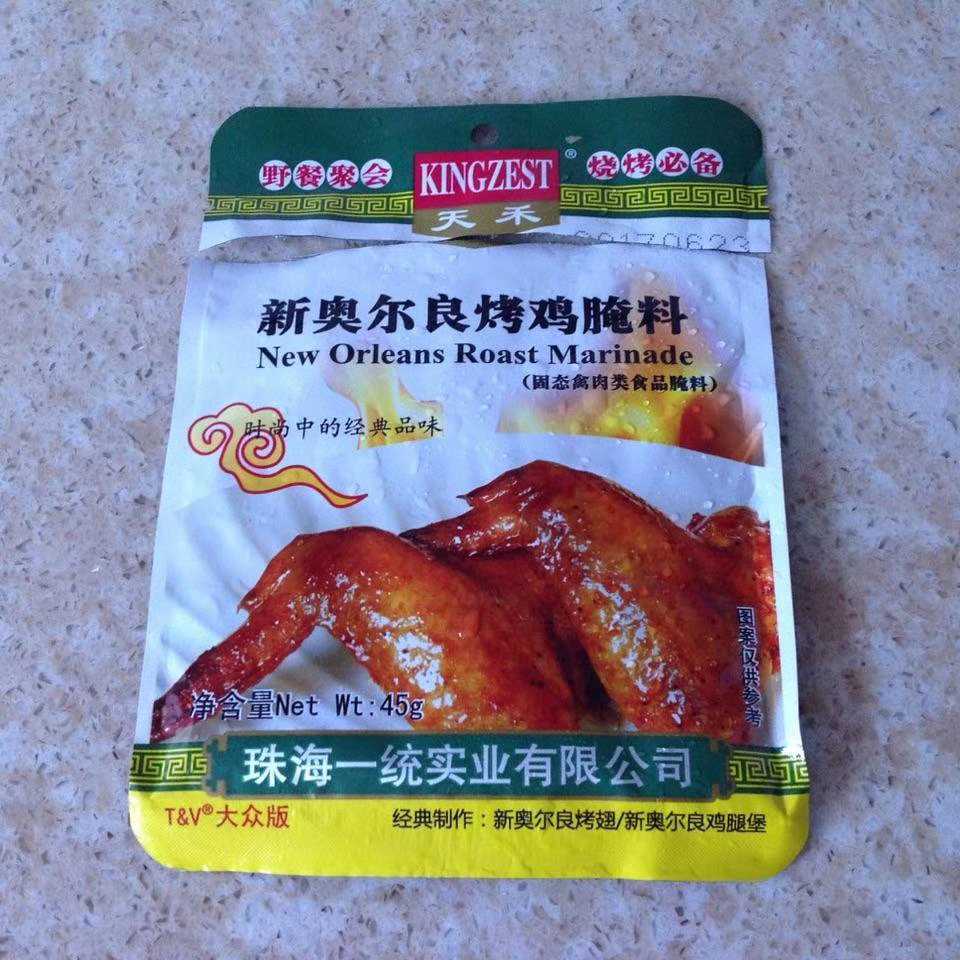 野餐聚会
KINGZEST®
天禾
烧烤必备
20170623
新奥尔良烤鸡腌料
New Orleans Roast Marinade
(固态禽肉类食品腌料)
时尚中的经典品味
图案仅供参考
净含量Net Wt:45g
珠海一统实业有限公司
T&V®大众版
经典制作：新奥尔良烤翅/新奥尔良鸡腿堡